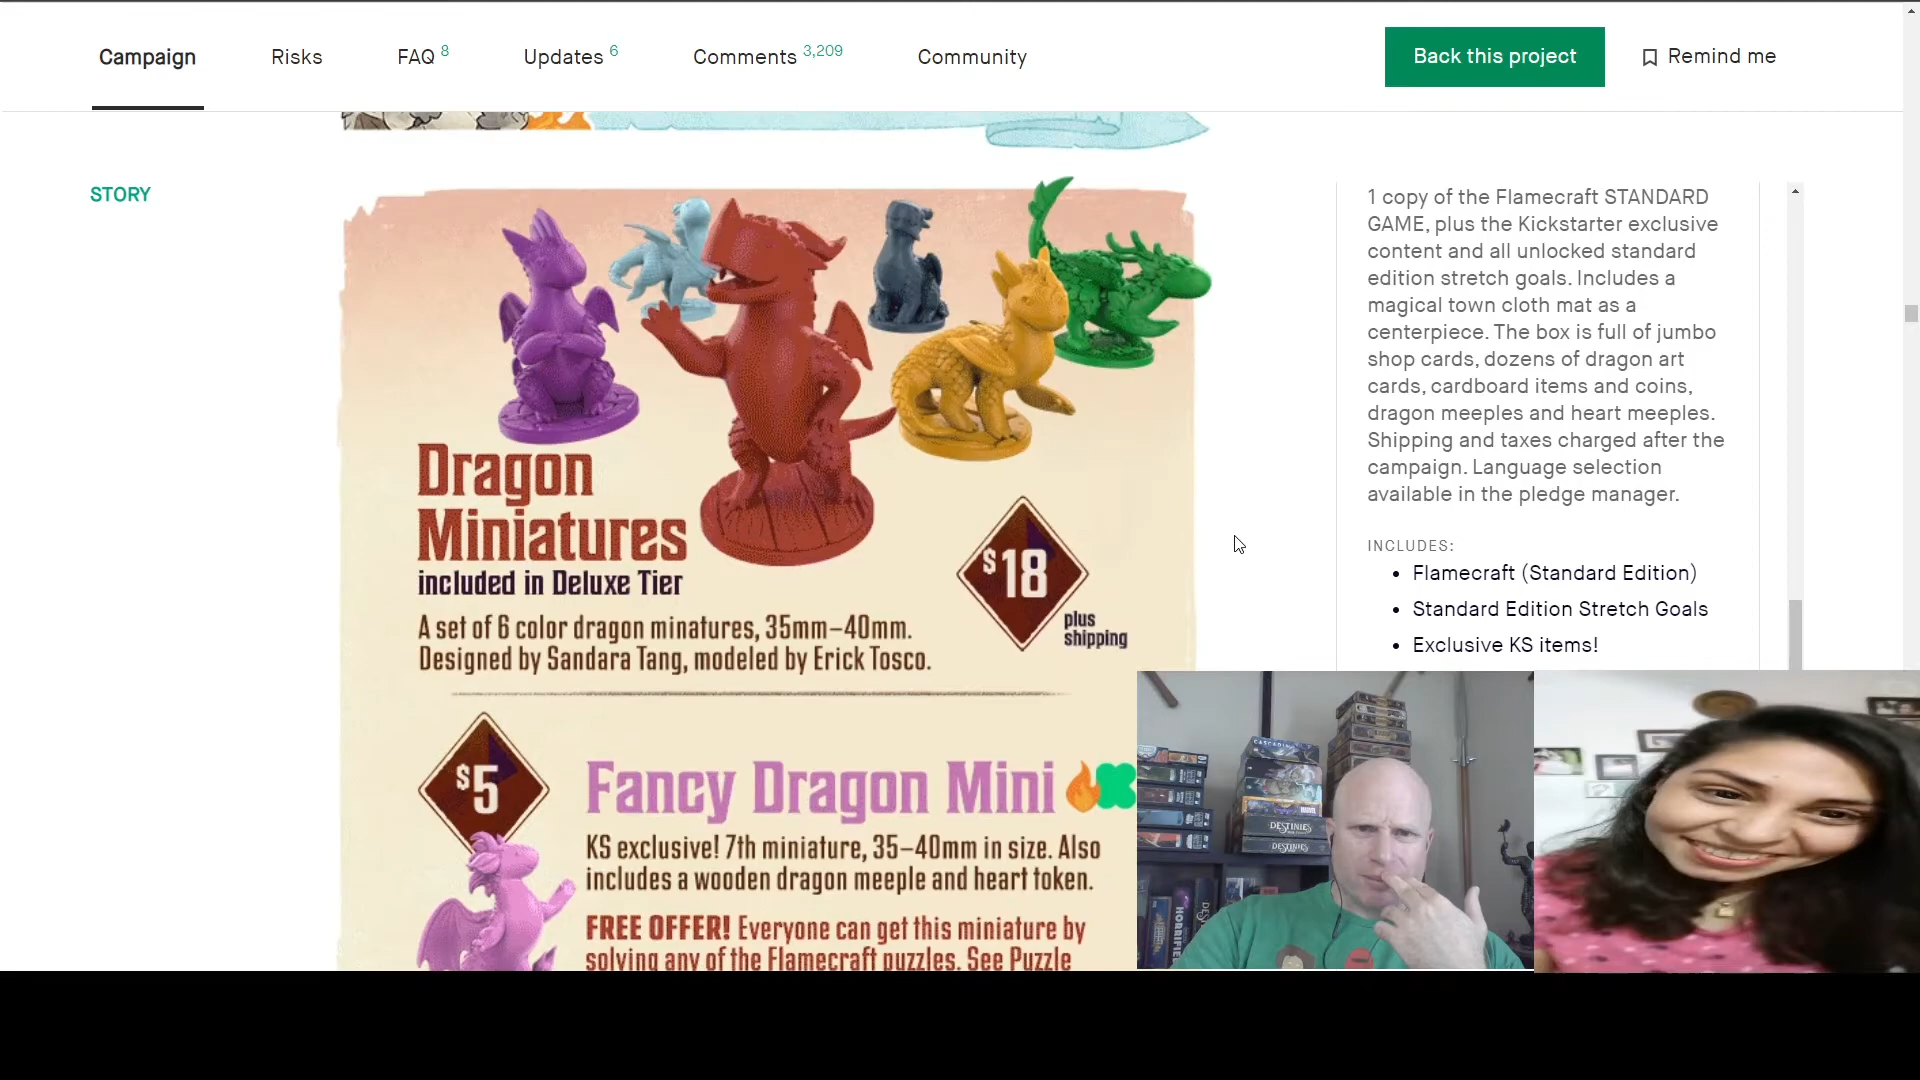 Campaign
Risks
FAQ 8
Updates 6
Comments 3,209
Community
Back this project
Remind me
STORY
Dragon
Miniatures
included in Deluxe Tier
A set of 6 color dragon minatures, 35mm–40mm.
Designed by Sandara Tang, modeled by Erick Tosco.
$18
plus
shipping
$5
Fancy Dragon Mini
KS exclusive! 7th miniature, 35–40mm in size. Also
includes a wooden dragon meeple and heart token.
FREE OFFER! Everyone can get this miniature by
solving any of the Flamecraft puzzles. See Puzzle
1 copy of the Flamecraft STANDARD
GAME, plus the Kickstarter exclusive
content and all unlocked standard
edition stretch goals. Includes a
magical town cloth mat as a
centerpiece. The box is full of jumbo
shop cards, dozens of dragon art
cards, cardboard items and coins,
dragon meeples and heart meeples.
Shipping and taxes charged after the
campaign. Language selection
available in the pledge manager.
INCLUDES:
Flamecraft (Standard Edition)
Standard Edition Stretch Goals
Exclusive KS items!
CASCADIA
MARVEL
DESTINIES
DESTINIES